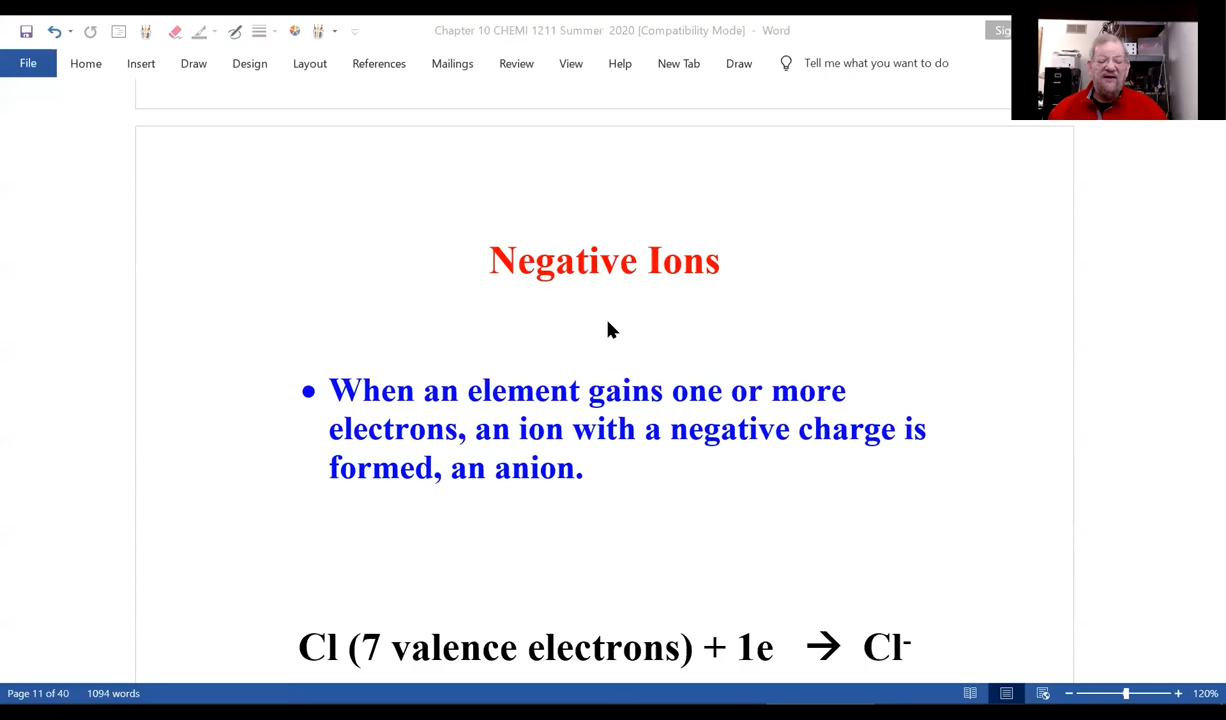 Chapter 10 CHEMI 1211 Summer 2020 [Compatibility Mode] - Word
File Home Insert Draw Design Layout References Mailings Review View Help New Tab Draw Tell me what you want to do
Negative Ions
• When an element gains one or more
electrons, an ion with a negative charge is
formed, an anion.
Cl (7 valence electrons) + 1e → Cl⁻
Page 11 of 40 1094 words 120%